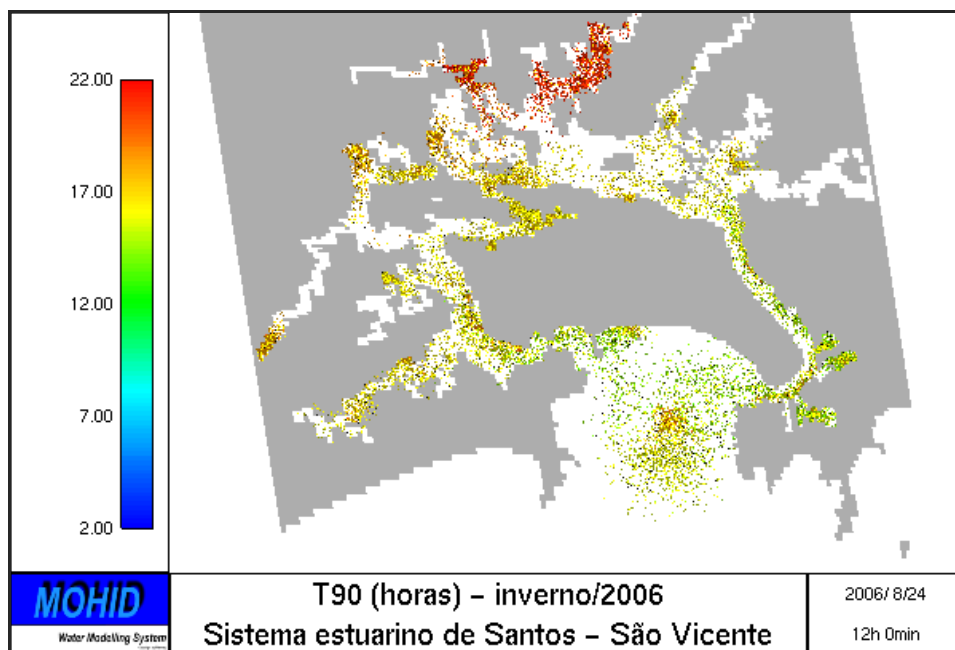 22.00
17.00
12.00
7.00
2.00
MOHID
Water Modelling System
T90 (horas) – inverno/2006
Sistema estuarino de Santos – São Vicente
2006/ 8/24
12h 0min